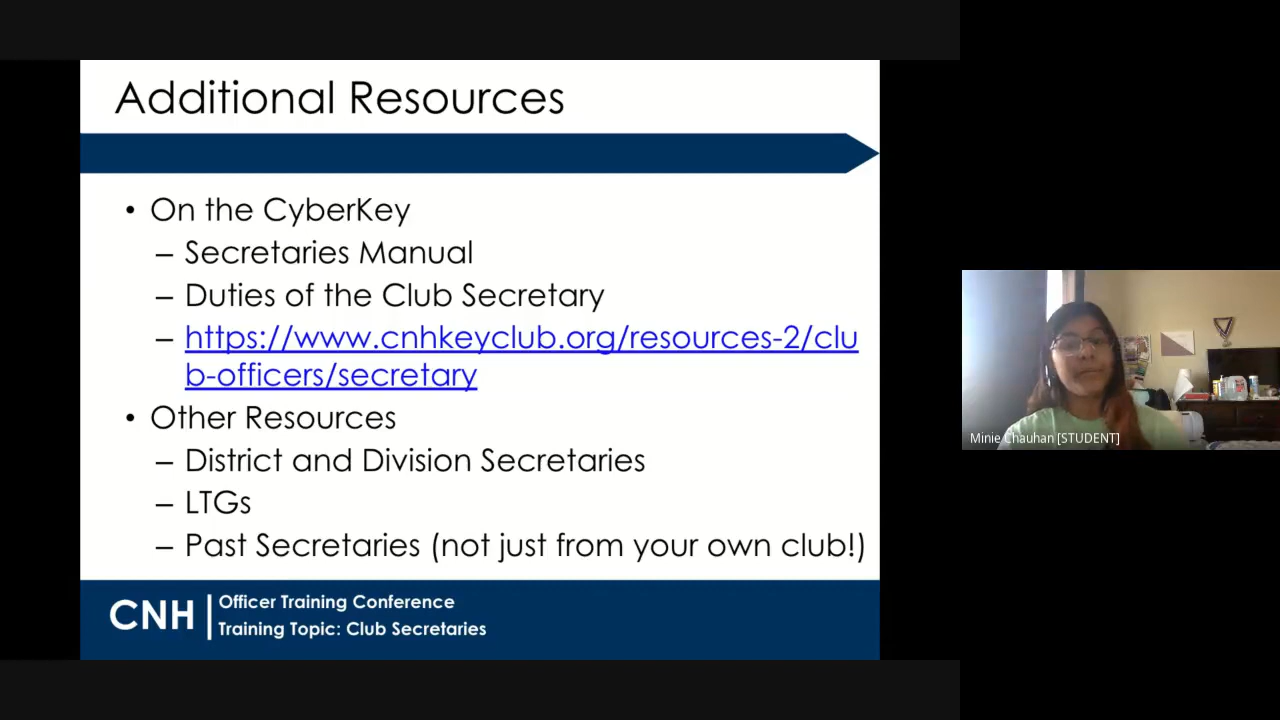 Additional Resources
• On the CyberKey
– Secretaries Manual
– Duties of the Club Secretary
– https://www.cnhkeyclub.org/resources-2/clu
b-officers/secretary
• Other Resources
– District and Division Secretaries
– LTGs
– Past Secretaries (not just from your own club!)
CNH
Officer Training Conference
Training Topic: Club Secretaries
Minie Chauhan [STUDENT]